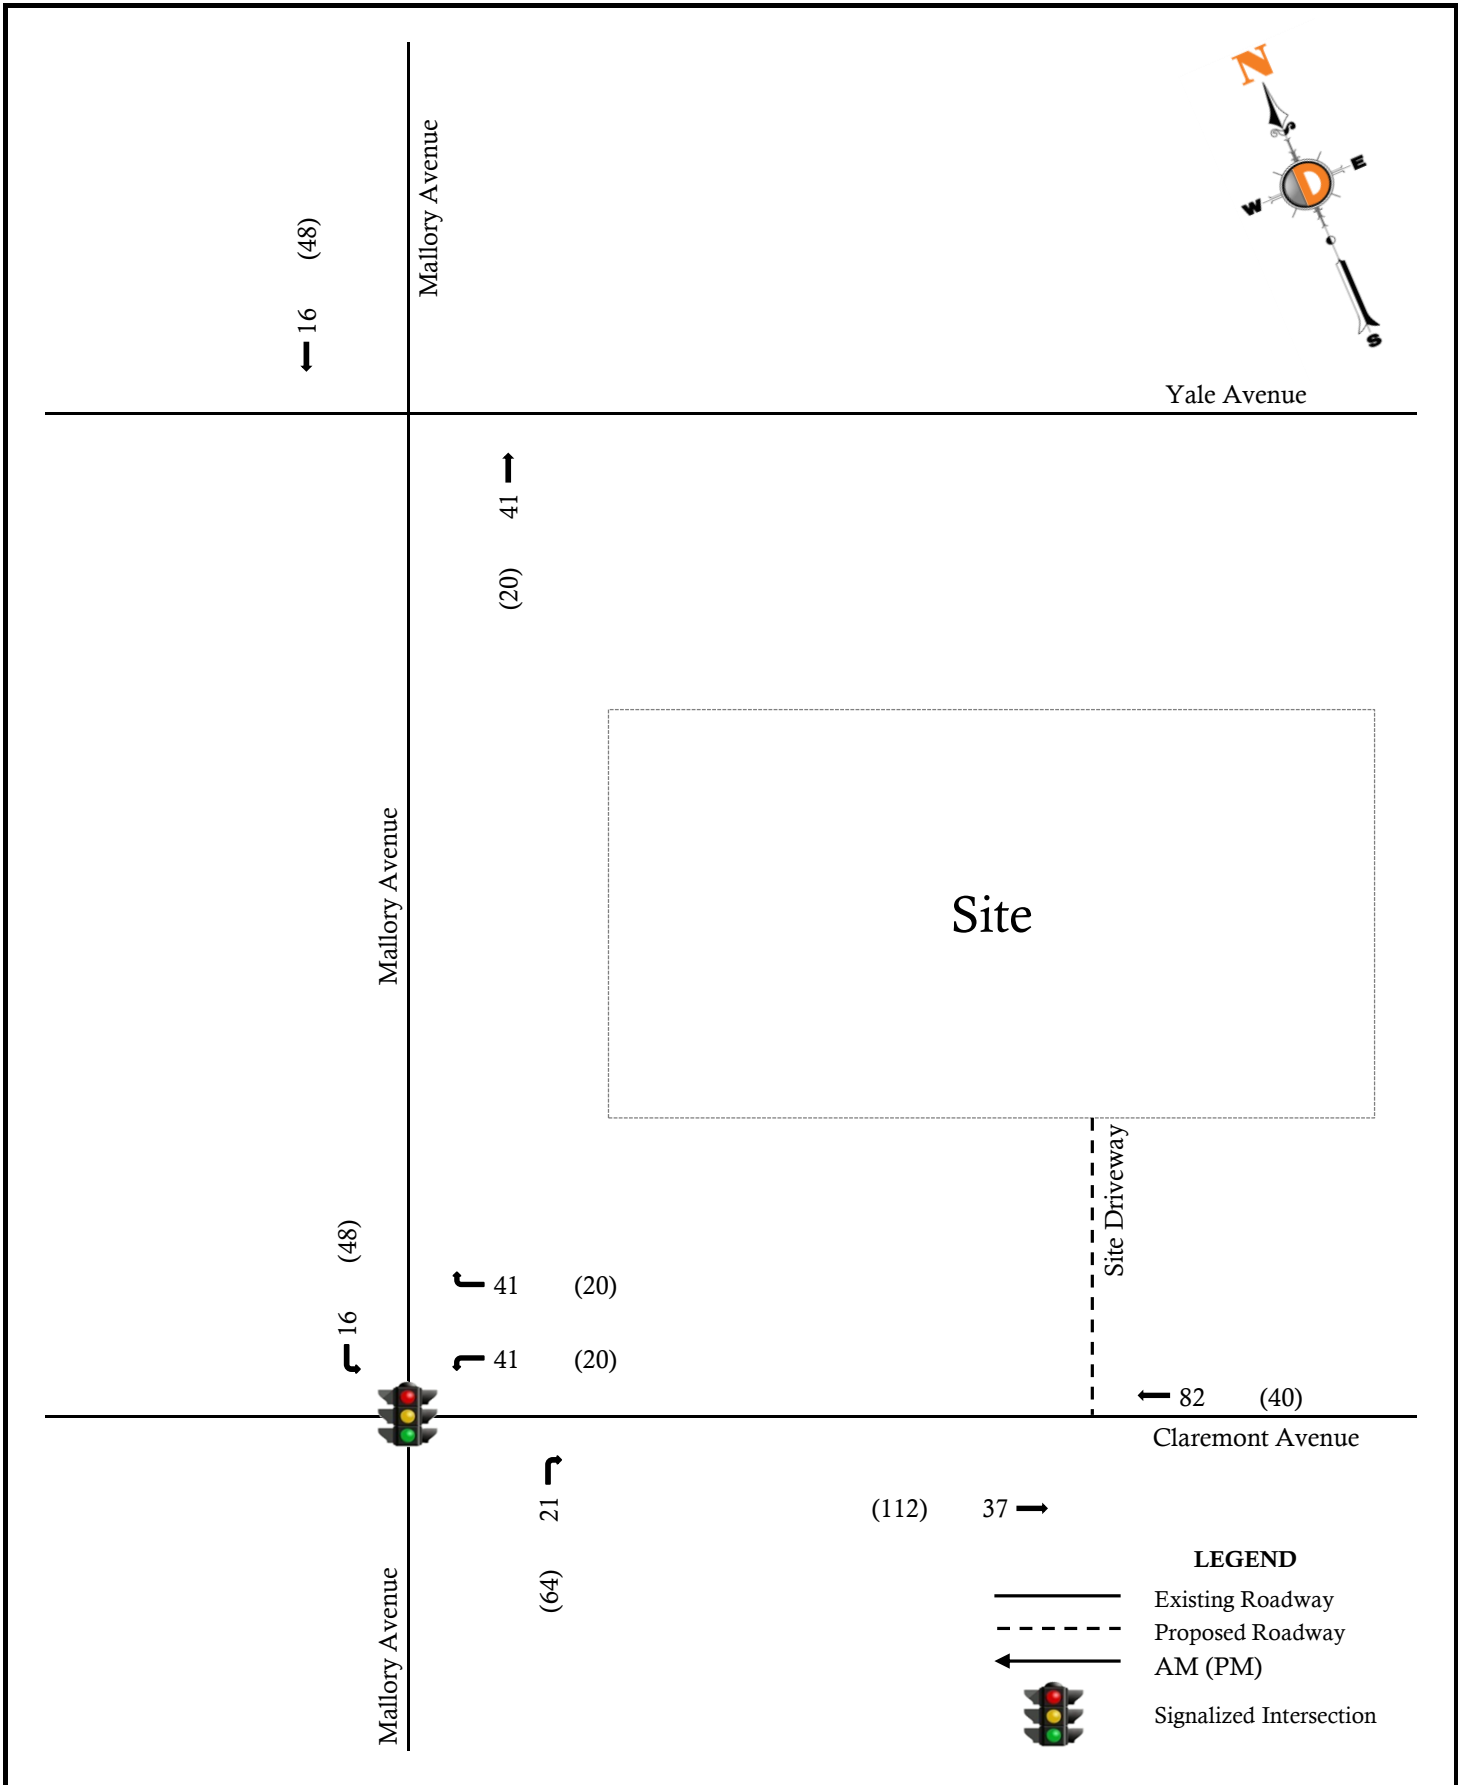 N
E
D
W
S
Mallory Avenue
(48)
16
Yale Avenue
41
(20)
Mallory Avenue
Site
Site Driveway
(48)
16
41 (20)
41 (20)
82 (40)
Claremont Avenue
21
(64)
(112) 37
Mallory Avenue
LEGEND
Existing Roadway
Proposed Roadway
AM (PM)
Signalized Intersection